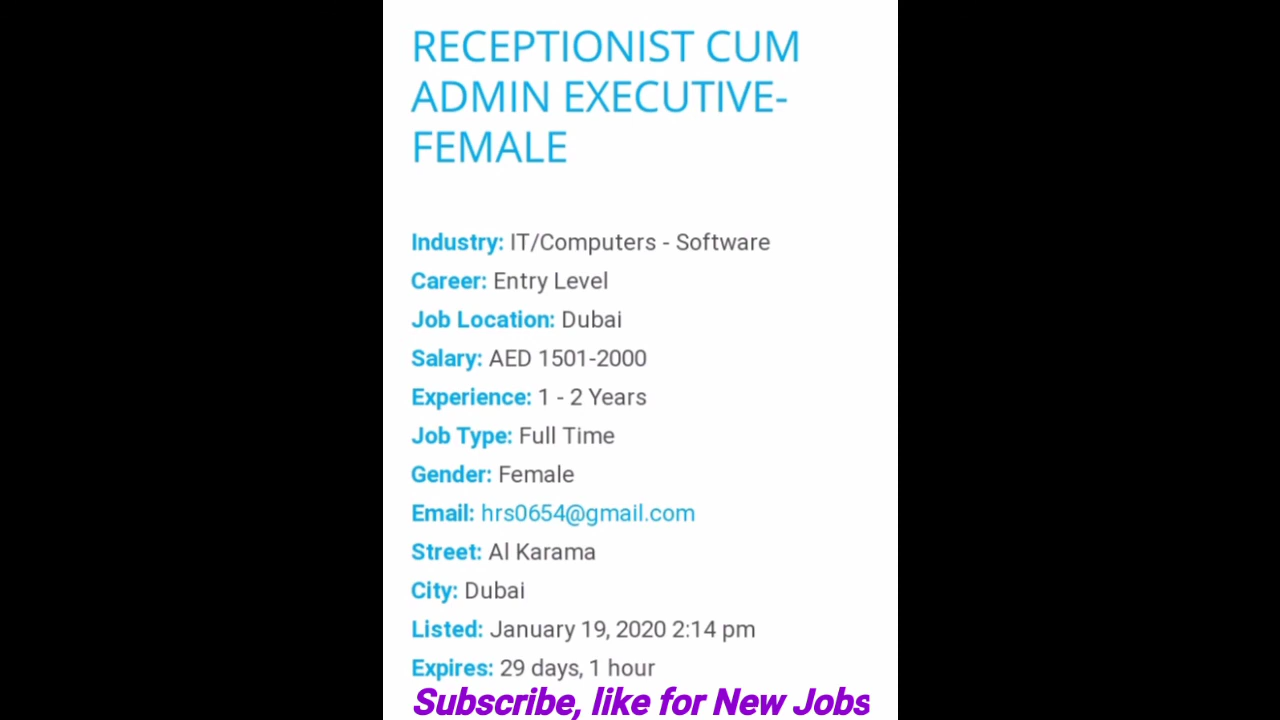 RECEPTIONIST CUM
ADMIN EXECUTIVE-
FEMALE
Industry: IT/Computers - Software
Career: Entry Level
Job Location: Dubai
Salary: AED 1501-2000
Experience: 1 - 2 Years
Job Type: Full Time
Gender: Female
Email: hrs0654@gmail.com
Street: Al Karama
City: Dubai
Listed: January 19, 2020 2:14 pm
Expires: 29 days, 1 hour
Subscribe, like for New Jobs